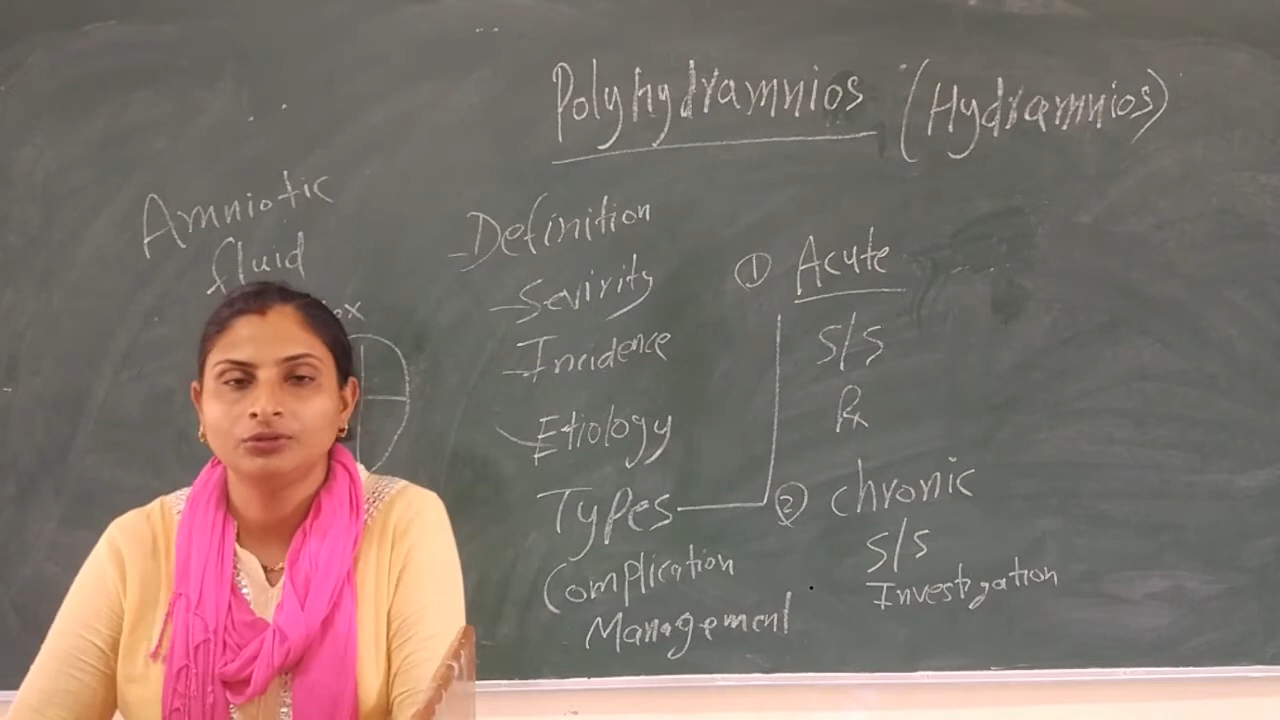 Polyhydramnios (Hydramnios)
Amniotic
fluid
-Definition
-Sevirity
-Incidence
Etiology
Types
Complication
Management
① Acute
S/S
Rx
② chronic
S/S
Investigation